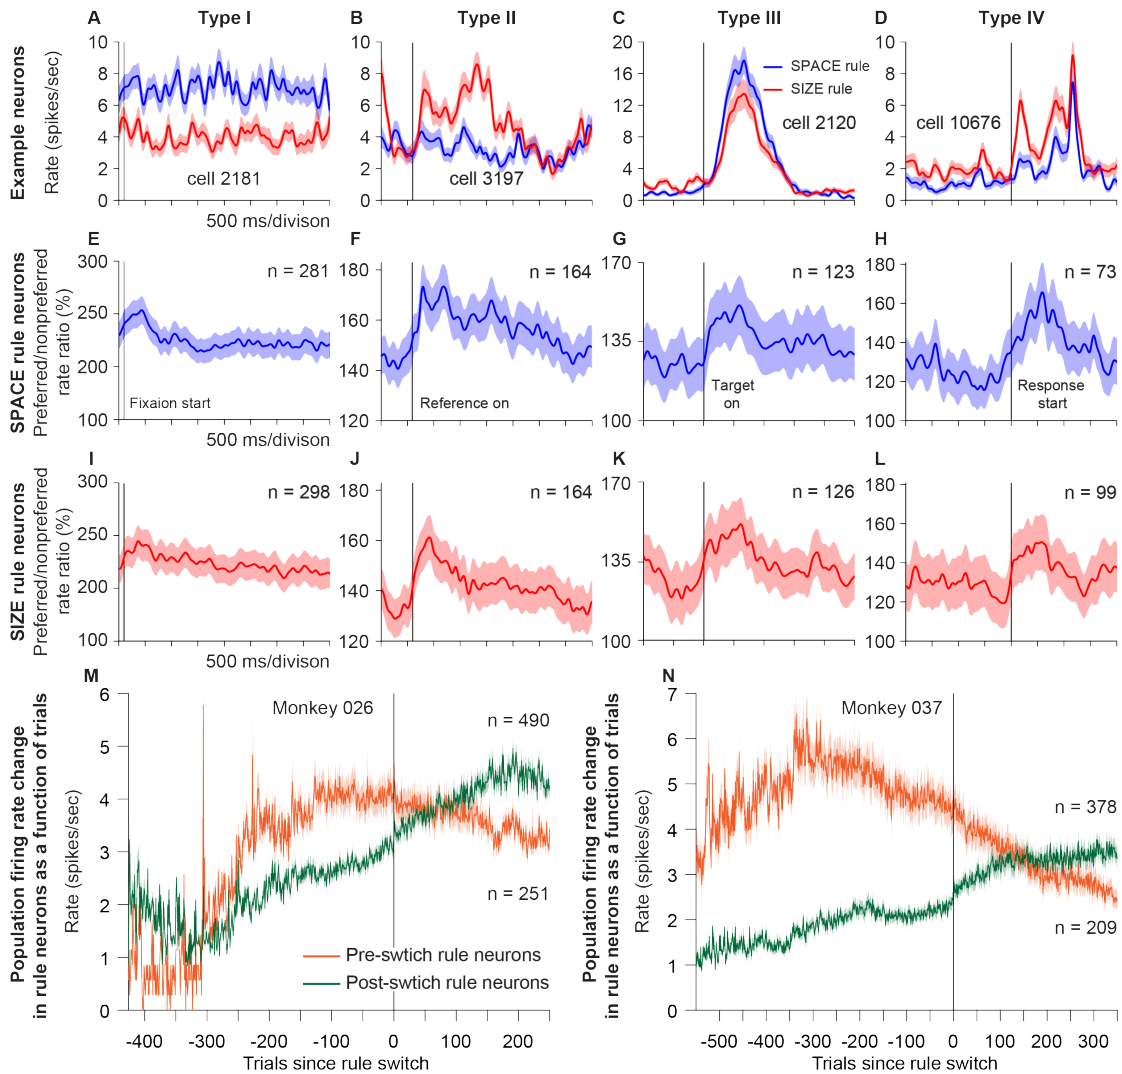 A Type I B Type II C Type III D Type IV
Example neurons
Rate (spikes/sec)
10 8 6 4 2 0
cell 2181
500 ms/divison
10 8 6 4 2 0
cell 3197
20 16 12 8 4 0
SPACE rule
SIZE rule
cell 2120
10 8 6 4 2 0
cell 10676
E F G H
SPACE rule neurons
Preferred/nonpreferred
rate ratio (%)
300 250 200 100
n = 281
Fixaion start
500 ms/divison
180 160 140 120
n = 164
Reference on
170 135 100
n = 123
Target
on
180 160 140 120 100
n = 73
Response
start
I J K L
SIZE rule neurons
Preferred/nonpreferred
rate ratio (%)
300 250 200 100
n = 298
500 ms/divison
180 160 140 120
n = 164
170 135 100
n = 126
180 160 140 120 100
n = 99
M
Population firing rate change
in rule neurons as a function of trials
Rate (spikes/sec)
6 5 4 3 2 1 0
Monkey 026
n = 490
n = 251
Pre-swtich rule neurons
Post-swtich rule neurons
-400 -300 -200 -100 0 100 200
Trials since rule switch
N
Population firing rate change
in rule neurons as a function of trials
Rate (spikes/sec)
7 6 5 4 3 2 1 0
Monkey 037
n = 378
n = 209
-500 -400 -300 -200 -100 0 100 200 300
Trials since rule switch